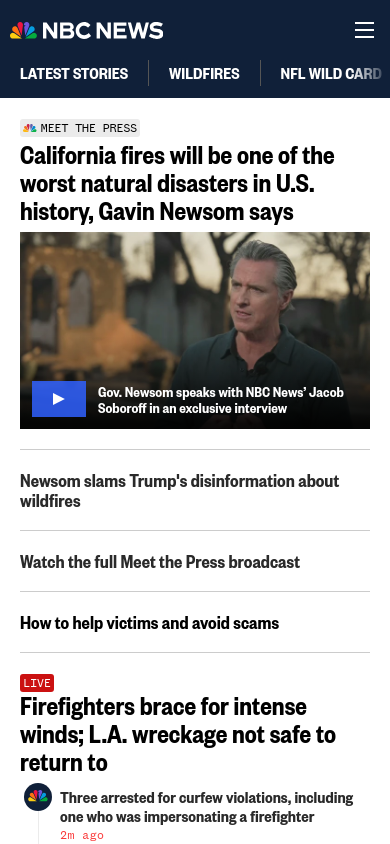 NBC NEWS
LATEST STORIES
WILDFIRES
NFL WILD CARD
MEET THE PRESS
California fires will be one of the
worst natural disasters in U.S.
history, Gavin Newsom says
Gov. Newsom speaks with NBC News’ Jacob
Soboroff in an exclusive interview
Newsom slams Trump's disinformation about
wildfires
Watch the full Meet the Press broadcast
How to help victims and avoid scams
LIVE
Firefighters brace for intense
winds; L.A. wreckage not safe to
return to
Three arrested for curfew violations, including
one who was impersonating a firefighter
2m ago